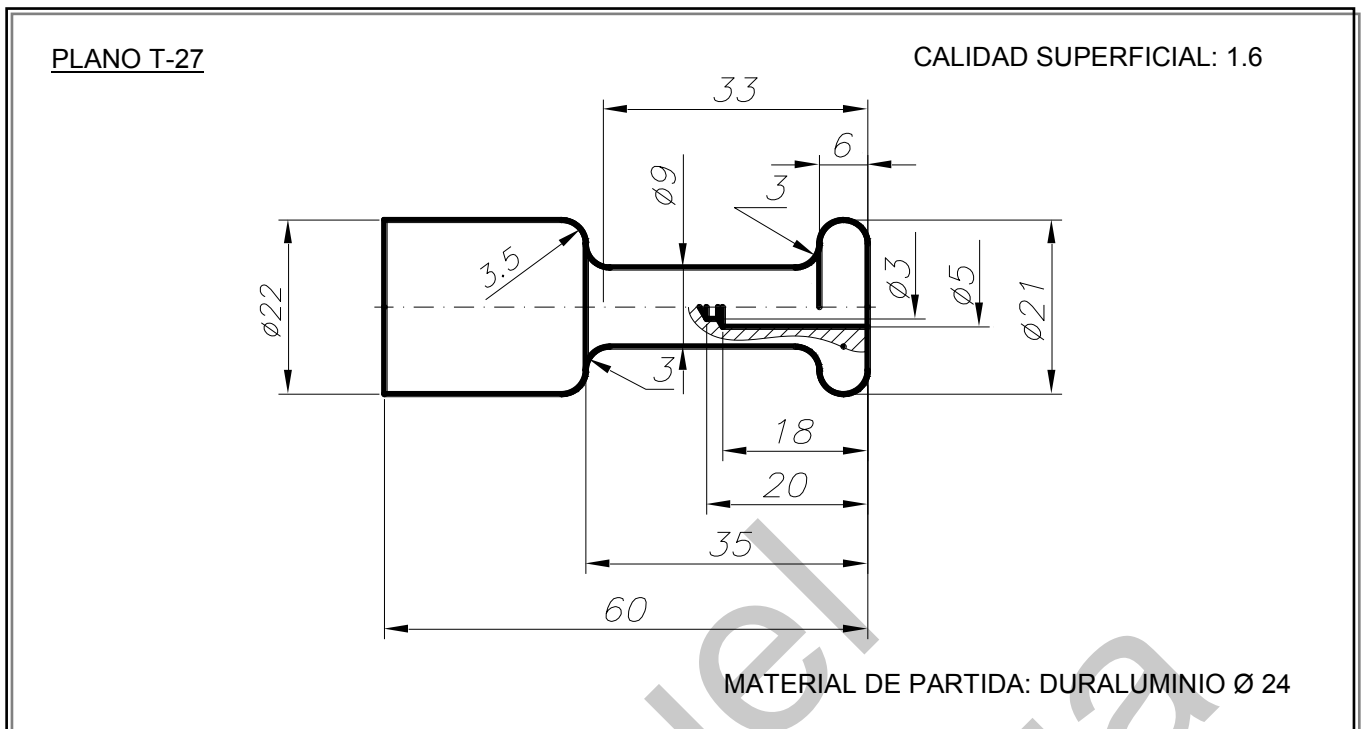 PLANO T-27
CALIDAD SUPERFICIAL: 1.6
33
6
ø9
3
3.5
ø3
ø5
ø22
ø21
3
18
20
35
60
MATERIAL DE PARTIDA: DURALUMINIO Ø 24